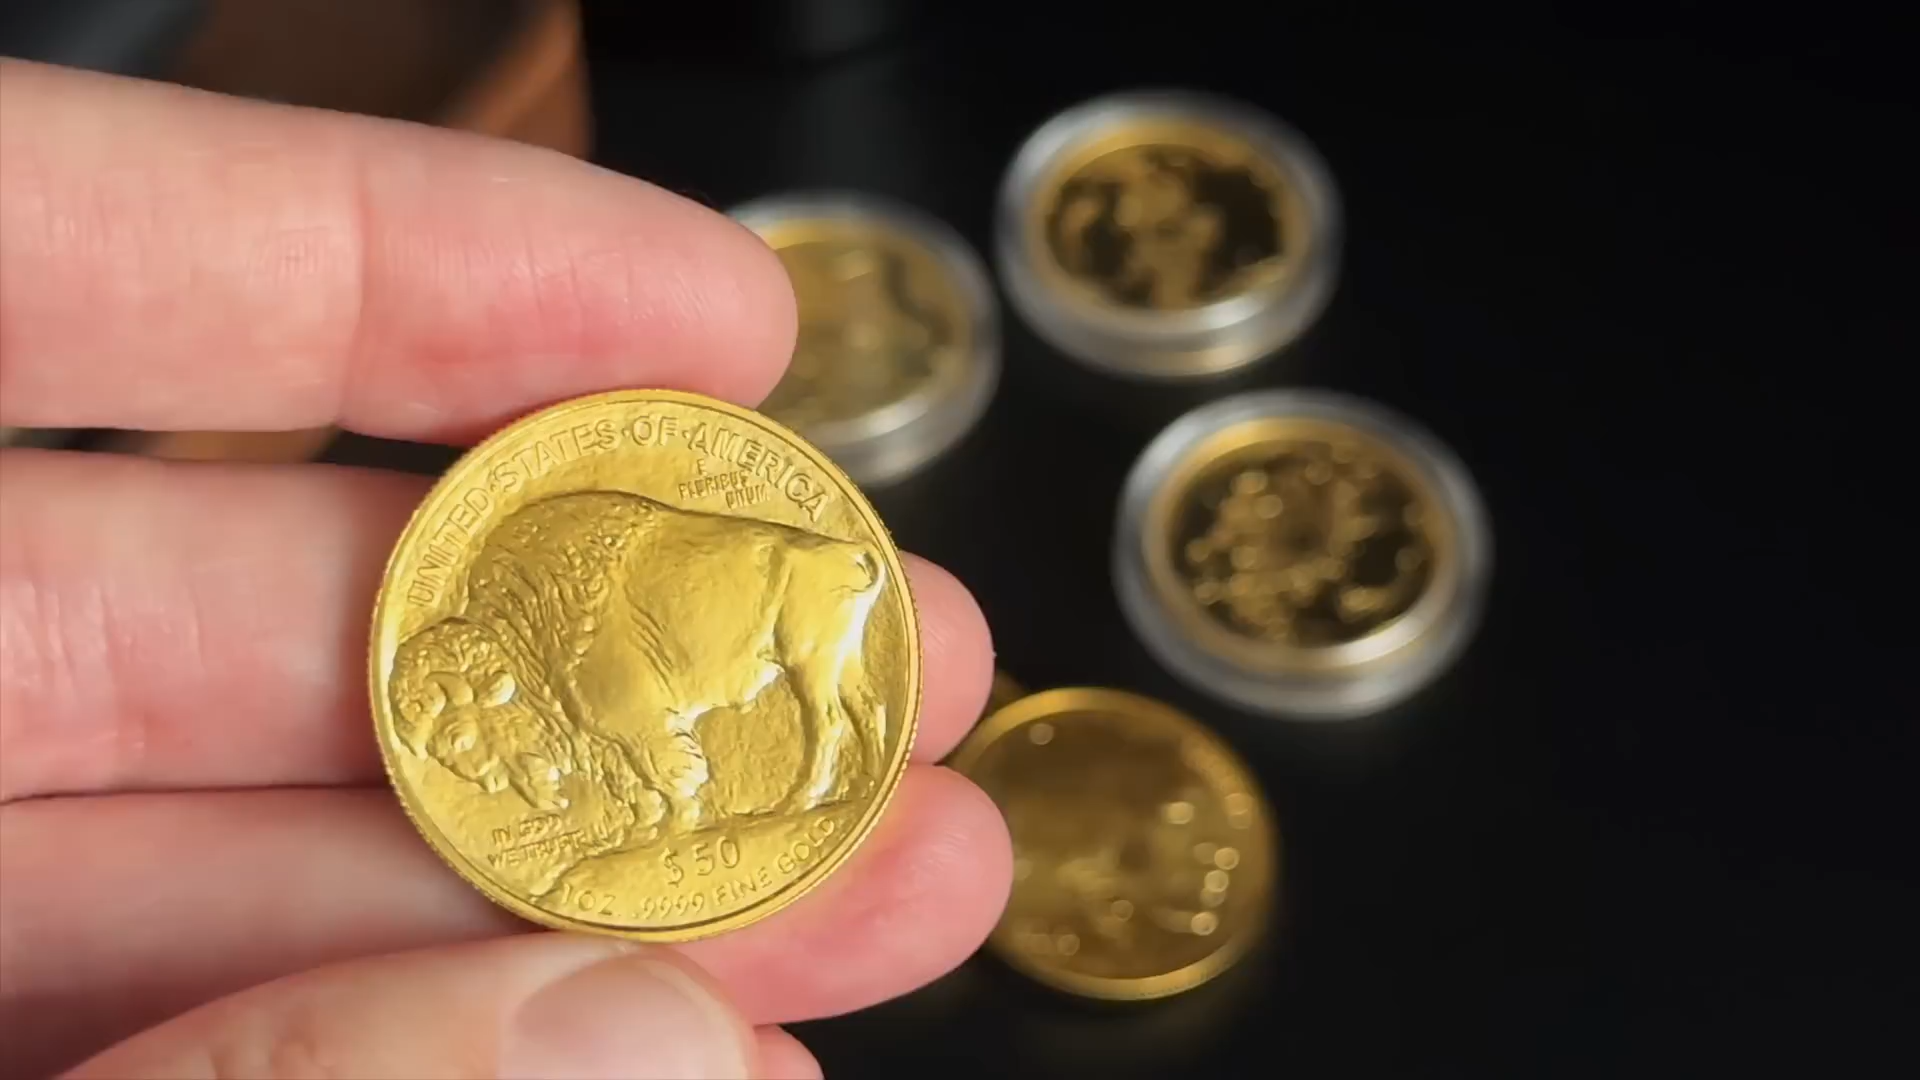 UNITED·STATES·OF·AMERICA
E
PLURIBUS
UNUM
IN GOD
WE TRUST
$50
1 OZ. .9999 FINE GOLD